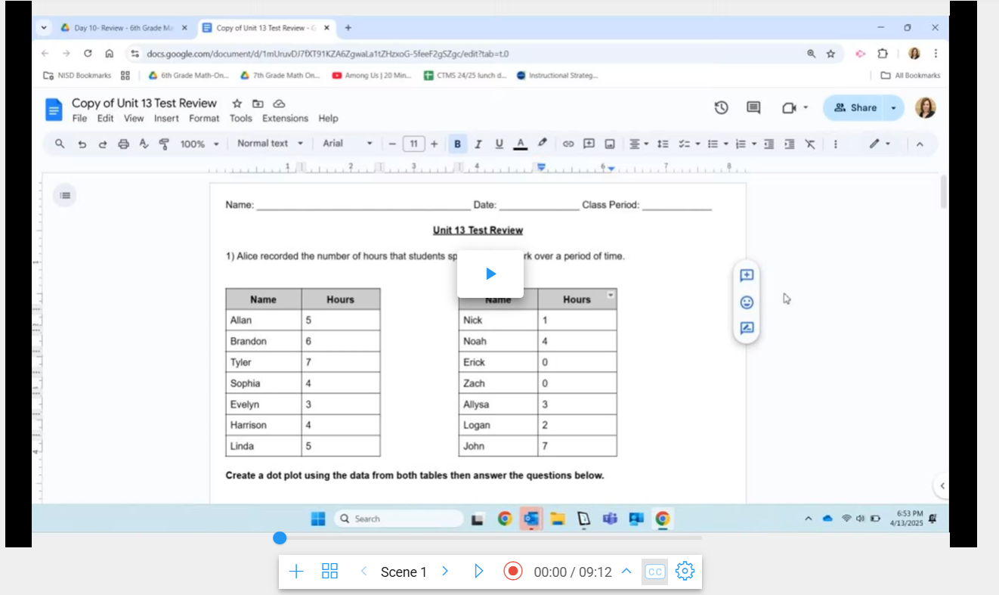 Day 10- Review - 6th Grade Ma
Copy of Unit 13 Test Review - G
docs.google.com/document/d/1mUruvDJ7fXT91KZA6ZgwaLa1tZHzxoG-5feeF2gSZgc/edit?tab=t.0
NISD Bookmarks
6th Grade Math-On...
7th Grade Math On...
Among Us | 20 Min...
CTMS 24/25 lunch d...
Instructional Strateg...
All Bookmarks
Copy of Unit 13 Test Review
File Edit View Insert Format Tools Extensions Help
Share
100% Normal text Arial 11 B I U A
1 2 3 4 6 7 8
Name: Date: Class Period:
Unit 13 Test Review
1) Alice recorded the number of hours that students sp rk over a period of time.
Name Hours
Allan 5
Brandon 6
Tyler 7
Sophia 4
Evelyn 3
Harrison 4
Linda 5
Name Hours
Nick 1
Noah 4
Erick 0
Zach 0
Allysa 3
Logan 2
John 7
Create a dot plot using the data from both tables then answer the questions below.
Search
6:53 PM
4/13/2025
Scene 1
00:00 / 09:12
CC